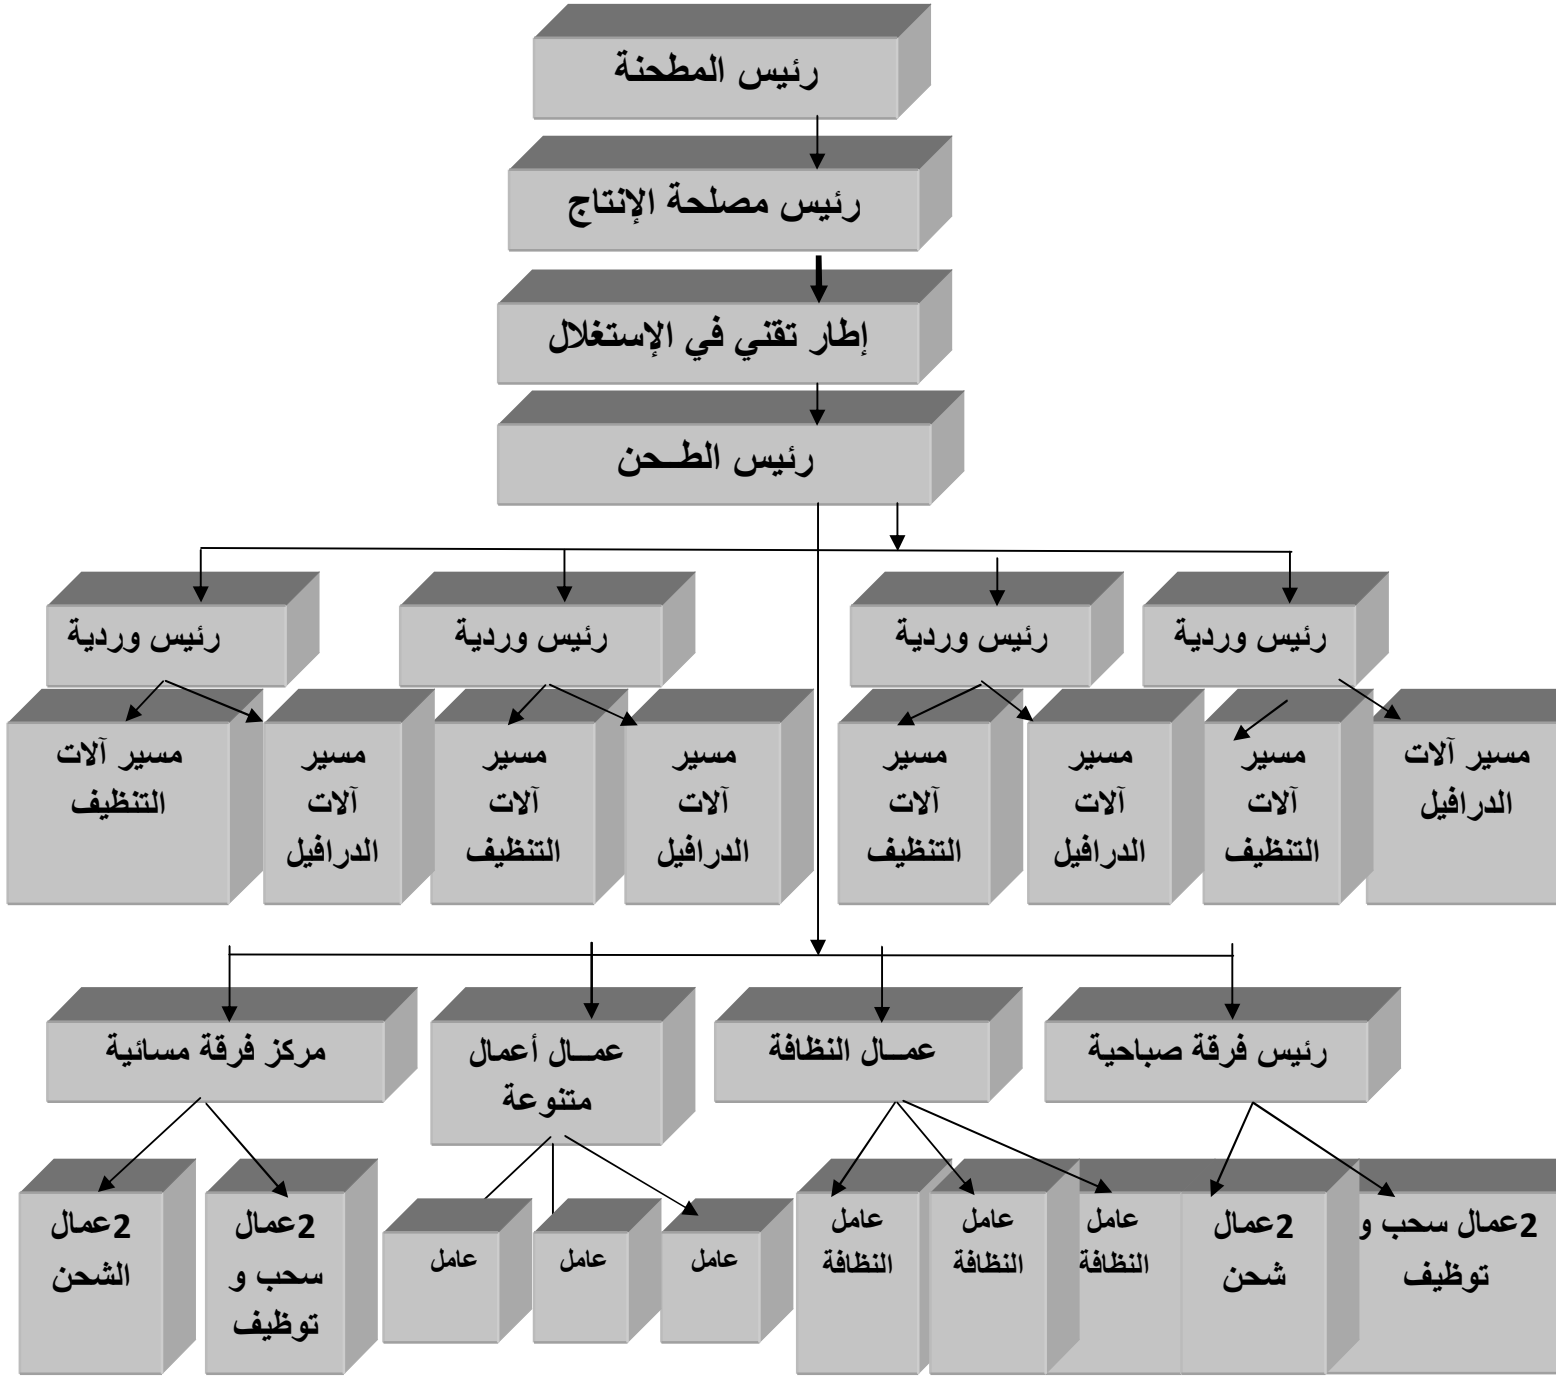 رئيس المطحنة
رئيس مصلحة الإنتاج
إطار تقني في الإستغلال
رئيس الطــحن
رئيس وردية
رئيس وردية
رئيس وردية
رئيس وردية
مسير آلات
الدرافيل
مسير
آلات
التنظيف
مسير
آلات
الدرافيل
مسير
آلات
التنظيف
مسير
آلات
الدرافيل
مسير
آلات
التنظيف
مسير
آلات
الدرافيل
مسير آلات
التنظيف
رئيس فرقة صباحية
عمــال النظافة
عمــال أعمال
متنوعة
مركز فرقة مسائية
2عمال سحب و
توظيف
2عمال
شحن
عامل
النظافة
عامل
النظافة
عامل
النظافة
عامل
عامل
عامل
2عمال
سحب و
توظيف
2عمال
الشحن